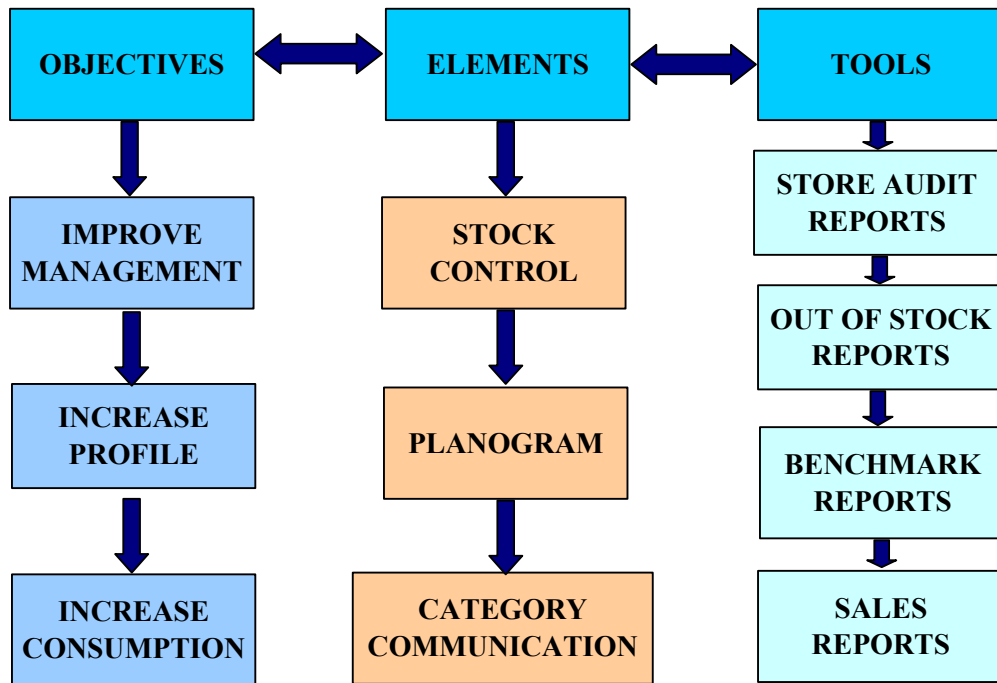 OBJECTIVES
ELEMENTS
TOOLS
IMPROVE
MANAGEMENT
INCREASE
PROFILE
INCREASE
CONSUMPTION
STOCK
CONTROL
PLANOGRAM
CATEGORY
COMMUNICATION
STORE AUDIT
REPORTS
OUT OF STOCK
REPORTS
BENCHMARK
REPORTS
SALES
REPORTS